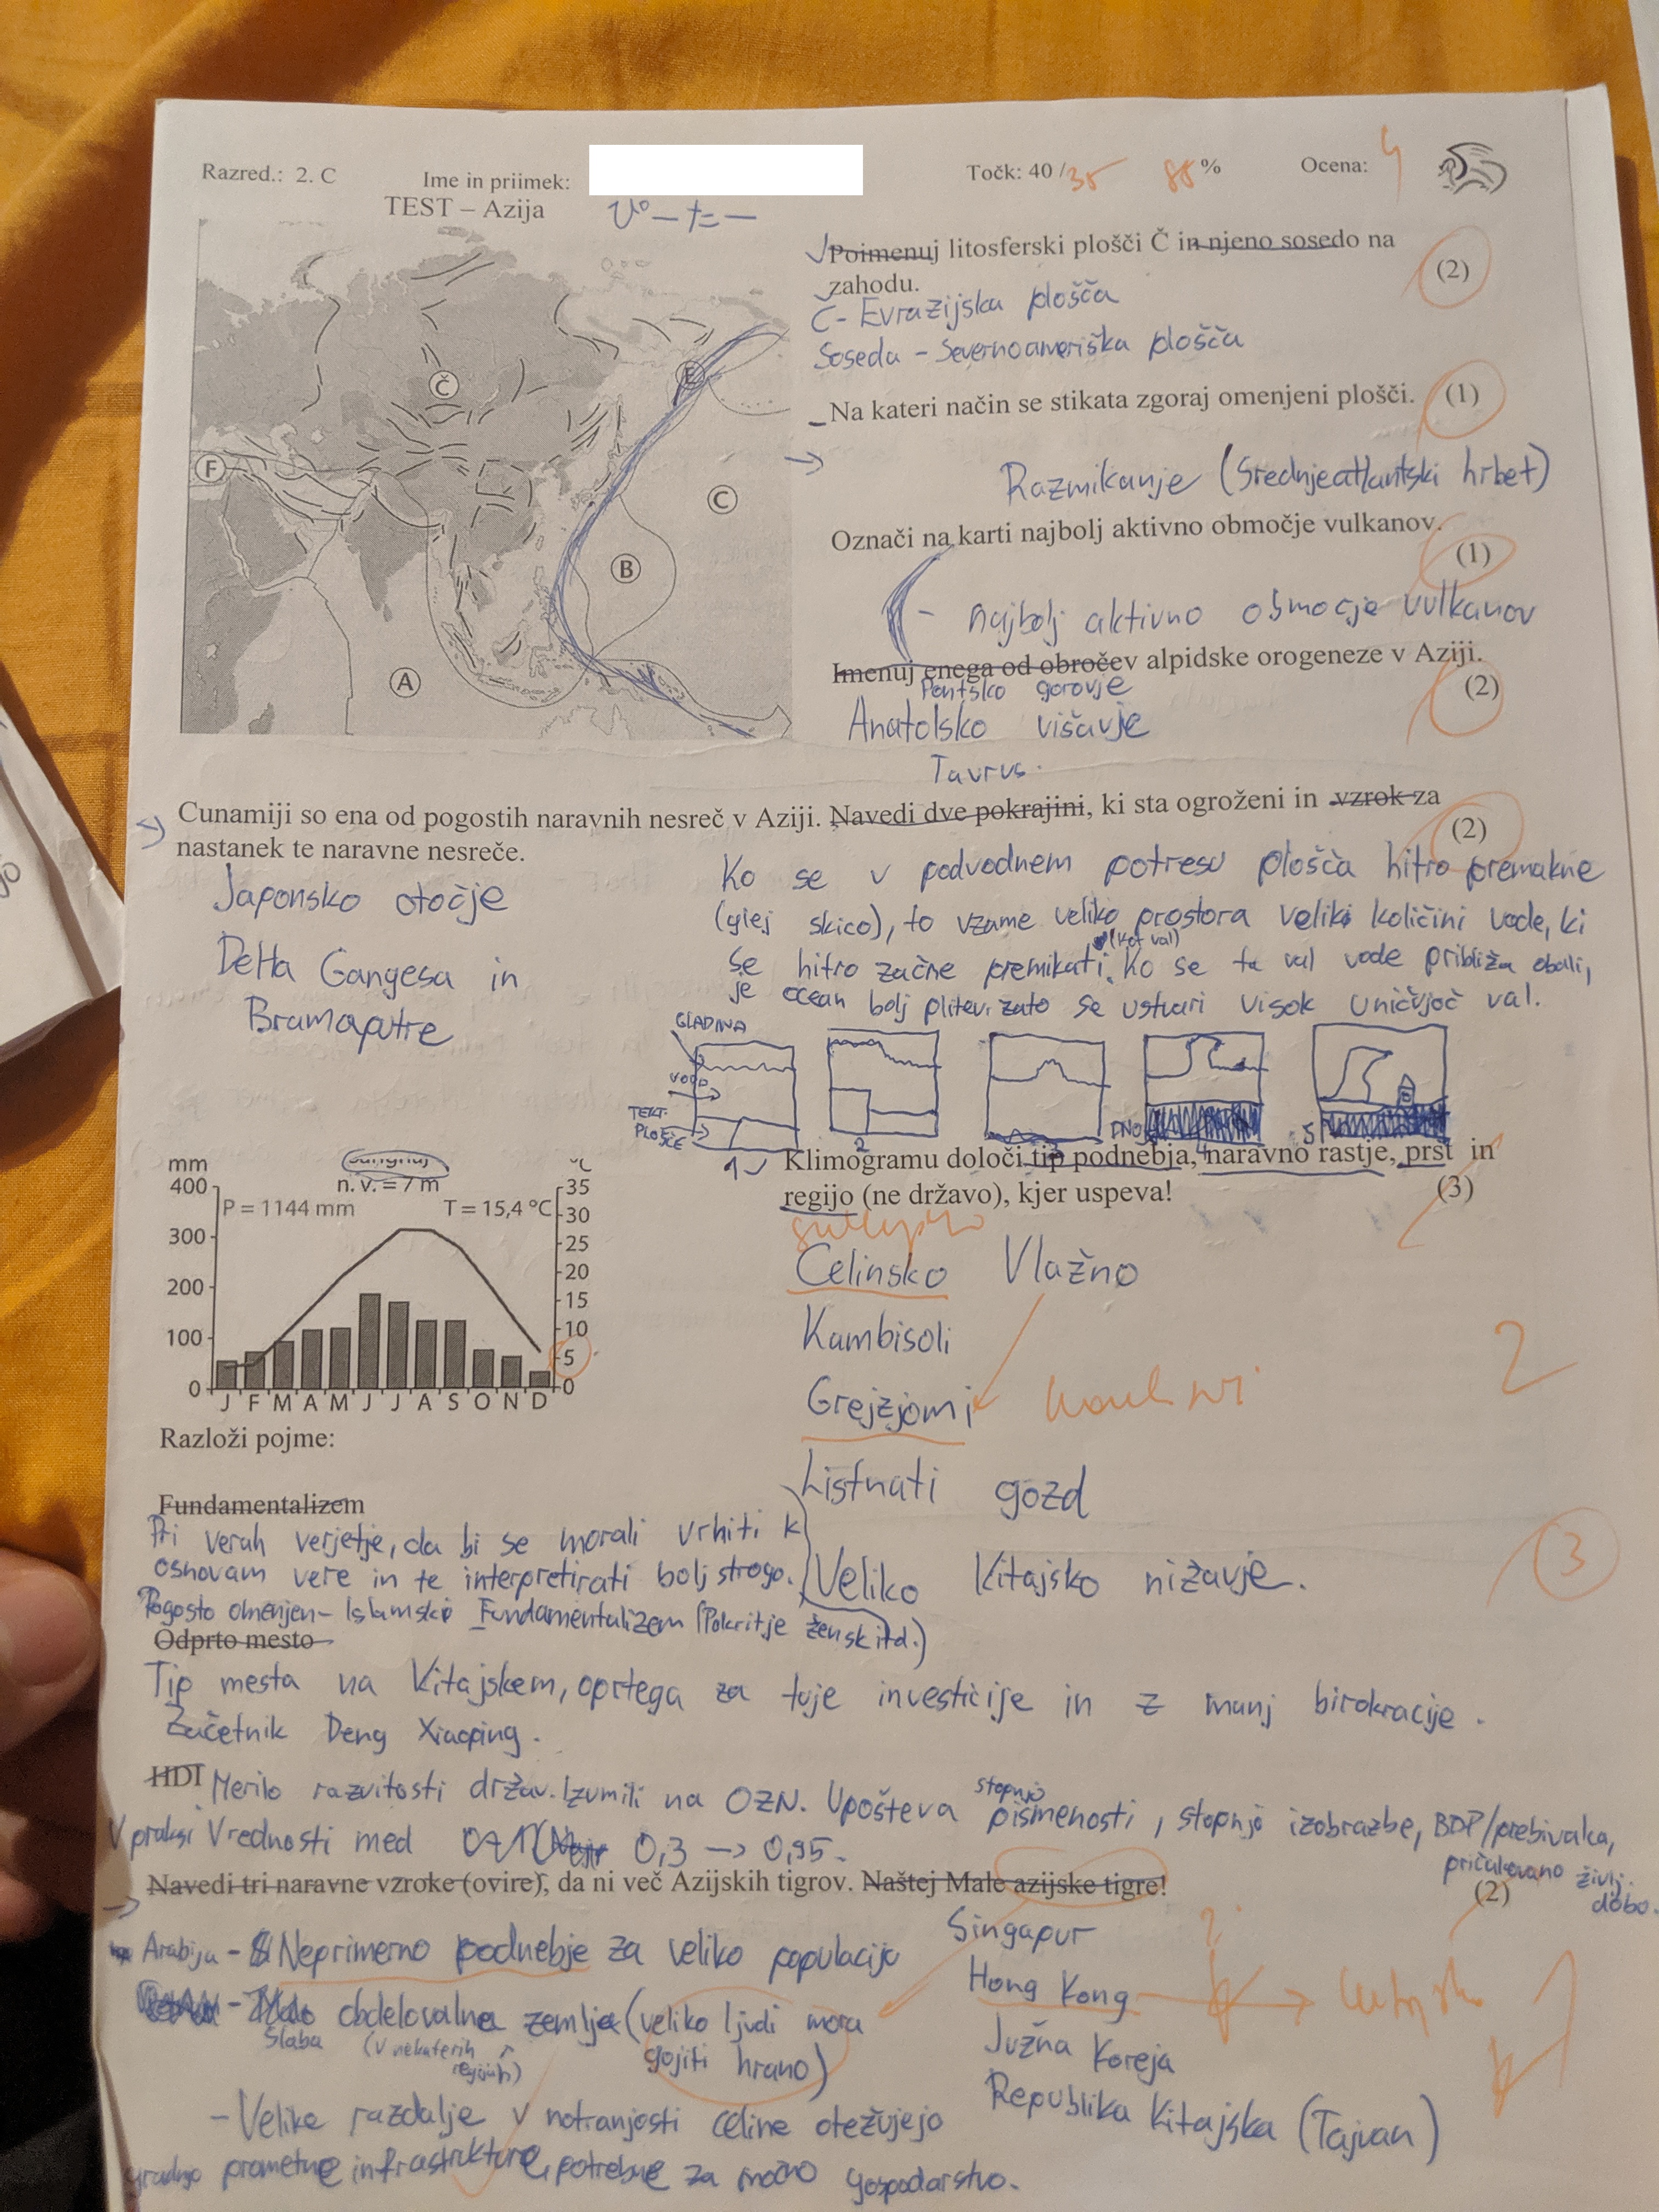 Razred.: 2. C
Ime in priimek:
Točk: 40 /35
88 %
Ocena: 4
TEST – Azija
Č
F
E
C
B
A
Poimenuj litosferski plošči Č in njeno sosedo na
zahodu.
(2)
Č - Evrazijska plošča
Soseda - Severnoameriška plošča
Na kateri način se stikata zgoraj omenjeni plošči. (1)
Razmikanje (Srednjeatlantski hrbet)
Označi na karti najbolj aktivno območje vulkanov.
(1)
- najbolj aktivno območje vulkanov
Imenuj enega od obročev alpidske orogeneze v Aziji.
(2)
Pontsko gorovje
Anatolsko višavje
Taurus.
Cunamiji so ena od pogostih naravnih nesreč v Aziji. Navedi dve pokrajini, ki sta ogroženi in vzrok za
nastanek te naravne nesreče.
(2)
Japonsko otočje
Delta Gangesa in
Bramaputre
Ko se v podvodnem potresu plošča hitro premakne
(glej skico), to vzame veliko prostora veliki količini vode, ki
(kot val)
se hitro začne premikati. Ko se ta val vode približa obali,
je ocean bolj plitev, zato se ustvari visok uničujoč val.
GLADINA
VODA
TEKT.
PLOŠČE
DNO
1 2 3 4 5
Klimogramu določi tip podnebja, naravno rastje, prst in
regijo (ne državo), kjer uspeva!
(3)
mm
n. v. = 7 m
°C
P = 1144 mm
T = 15,4 °C
400
300
200
100
0
35
30
25
20
15
10
5
0
J F M A M J J A S O N D
Celinsko Vlažno
Kambisoli
Grejzjomi
Listnati gozd
Veliko Kitajsko nižavje.
2
3
Razloži pojme:
Fundamentalizem
Pri verah verjetje, da bi se morali vrniti k
osnovam vere in te interpretirati bolj strogo.
Pogosto omenjen - Islamski Fundamentalizem (Pokritje žensk itd.)
Odprto mesto
Tip mesta na Kitajskem, oprtega za tuje investicije in z manj birokracije.
Začetnik Deng Xiaoping.
HDI Merilo razvitosti držav. Izumili na OZN. Upošteva stopnjo pismenosti, stopnjo izobrazbe, BDP/prebivalca,
pričakovano življ. dobo.
V praksi Vrednosti med 0-1 0,3 → 0,95.
Navedi tri naravne vzroke (ovire), da ni več Azijskih tigrov. Naštej Male azijske tigre!
(2)
Arabija - Neprimerno podnebje za veliko populacijo
- Slaba obdelovalna zemlja (veliko ljudi mora
(v nekaterih regijah)
gojiti hrano)
- Velike razdalje v notranjosti celine otežujejo
gradnjo prometne infrastrukture, potrebne za močno gospodarstvo.
Singapur
Hong Kong
Južna Koreja
Republika Kitajska (Tajvan)
?
1